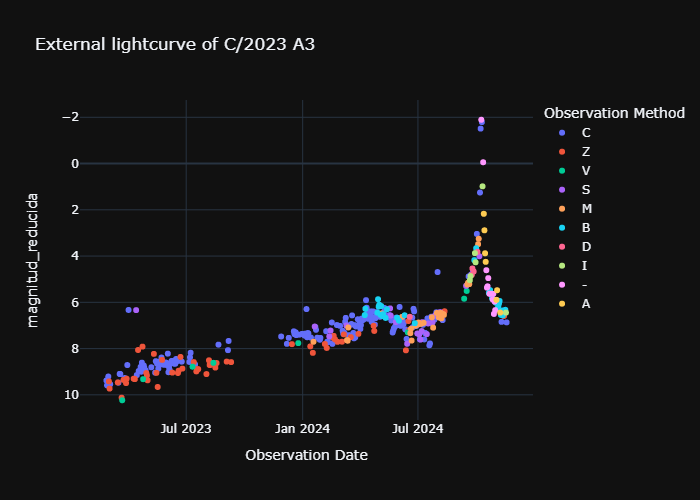 External lightcurve of C/2023 A3
Observation Method
C
Z
V
S
M
B
D
I
-
A
−2
0
2
4
6
8
10
magnitud_reducida
Jul 2023
Jan 2024
Jul 2024
Observation Date